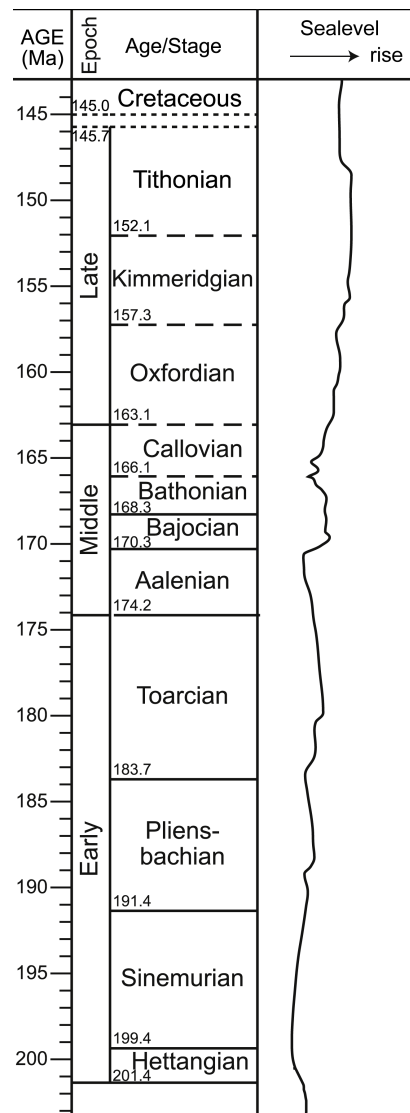 AGE
(Ma)
Epoch
Age/Stage
Sealevel
rise
Cretaceous
145
145.0
145.7
Tithonian
150
152.1
Late
Kimmeridgian
155
157.3
Oxfordian
160
163.1
Callovian
165
166.1
Bathonian
168.3
Middle
Bajocian
170
170.3
Aalenian
174.2
175
Toarcian
180
183.7
185
Early
Pliens-
bachian
190
191.4
Sinemurian
195
199.4
200
Hettangian
201.4